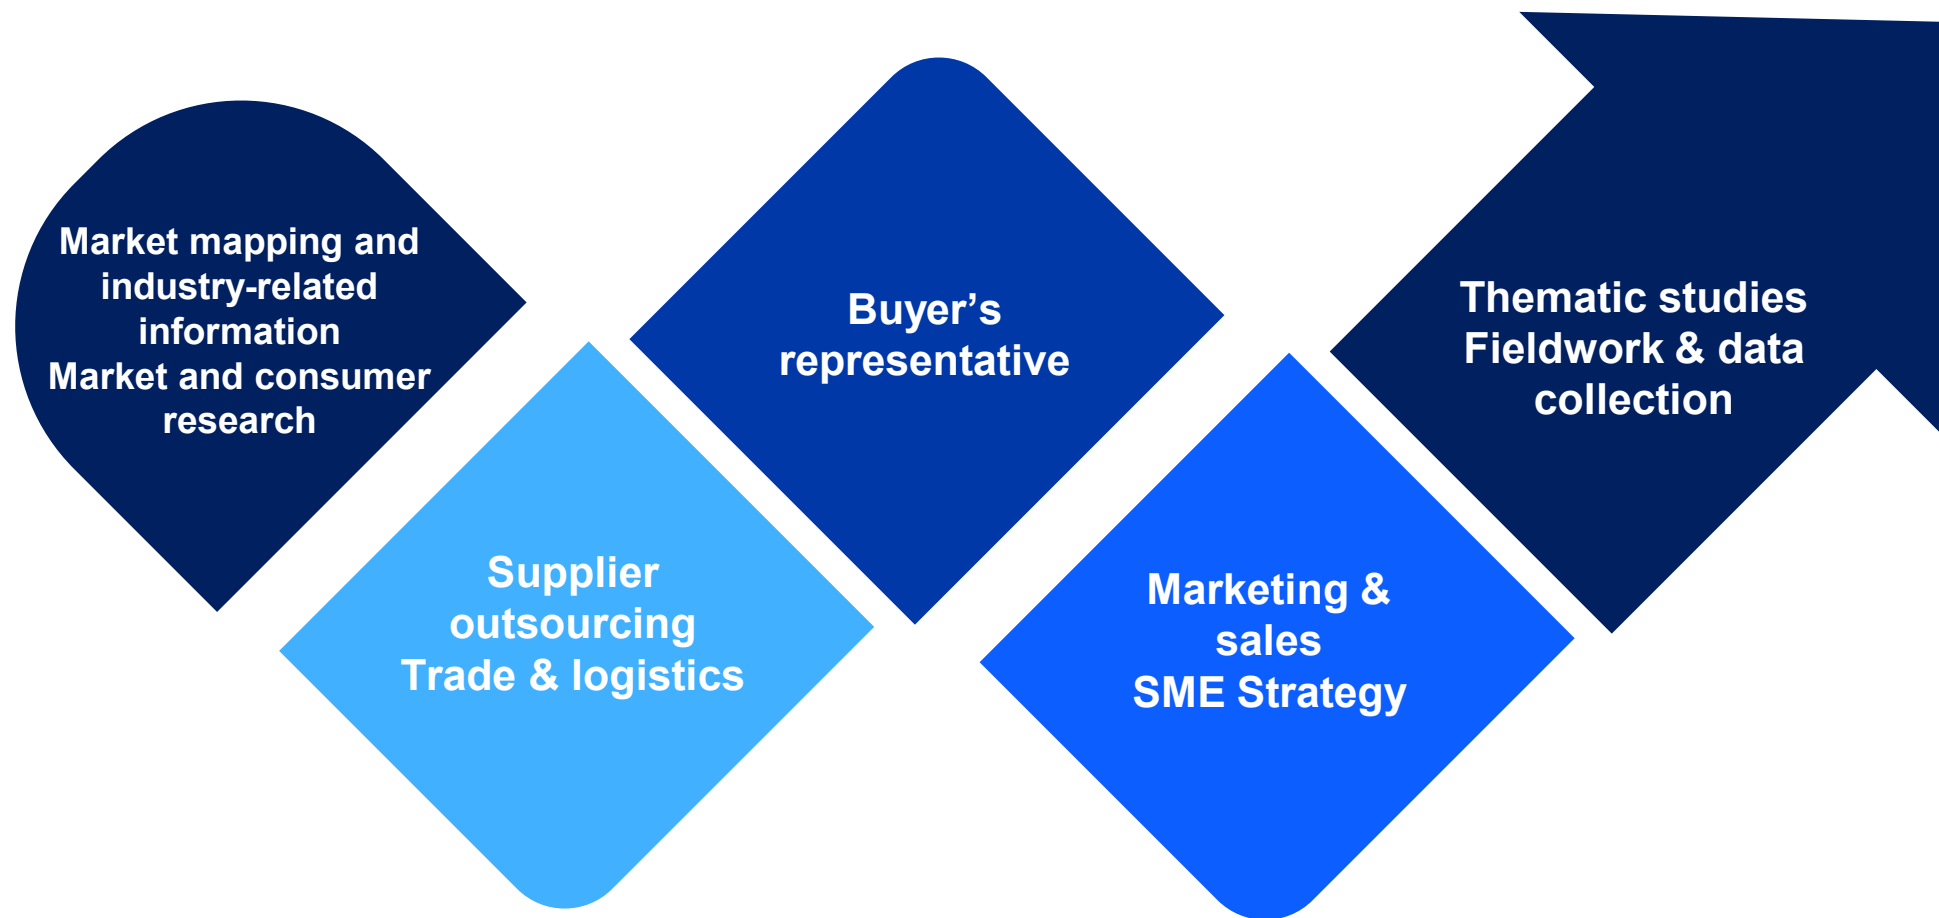 Market mapping and
industry-related
information
Market and consumer
research
Supplier
outsourcing
Trade & logistics
Buyer’s
representative
Marketing &
sales
SME Strategy
Thematic studies
Fieldwork & data
collection